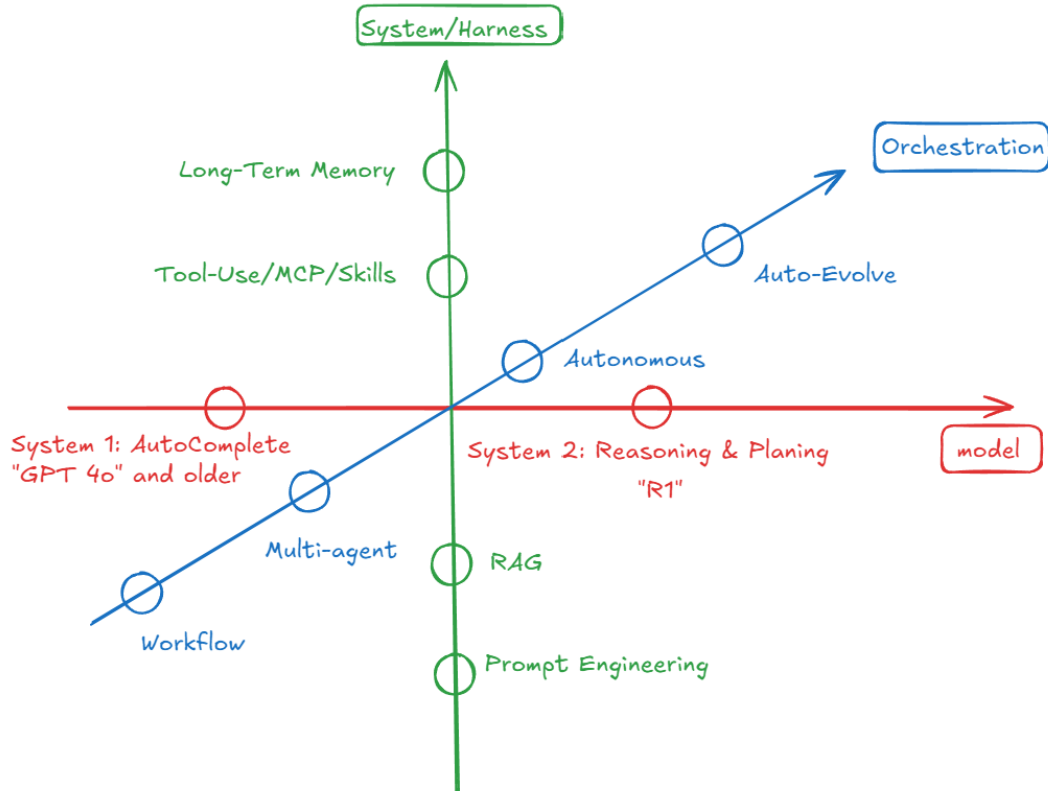 System/Harness
Orchestration
Long-Term Memory
Tool-Use/MCP/Skills
Auto-Evolve
Autonomous
System 1: AutoComplete
"GPT 4o" and older
System 2: Reasoning & Planing
"R1"
model
Multi-agent
RAG
Workflow
Prompt Engineering